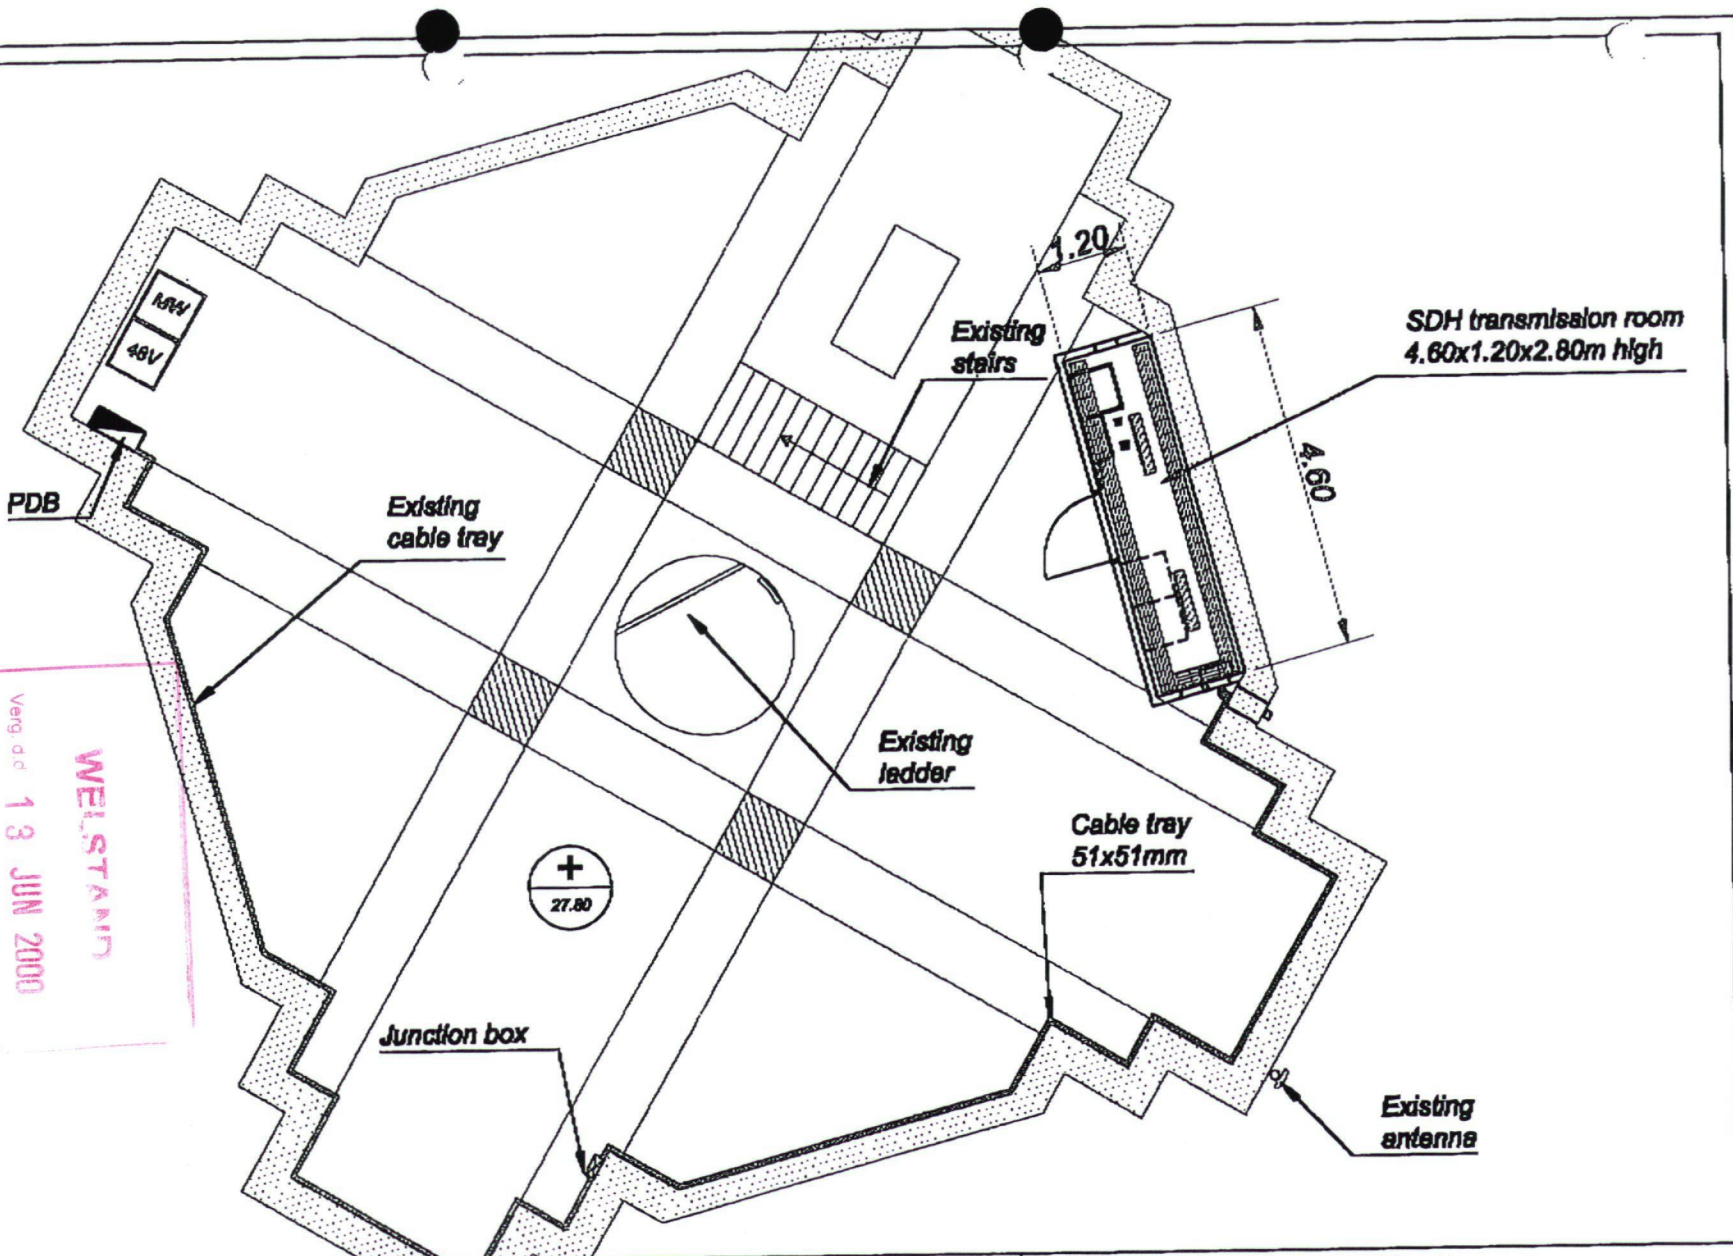 1.20
SDH transmission room
4.60x1.20x2.80m high
Existing
stairs
MW
48V
4.60
PDB
Existing
cable tray
Existing
ladder
Cable tray
51x51mm
+
27.80
WELSTAND
Verg.d.d 13 JUN 2000
Junction box
Existing
antenna